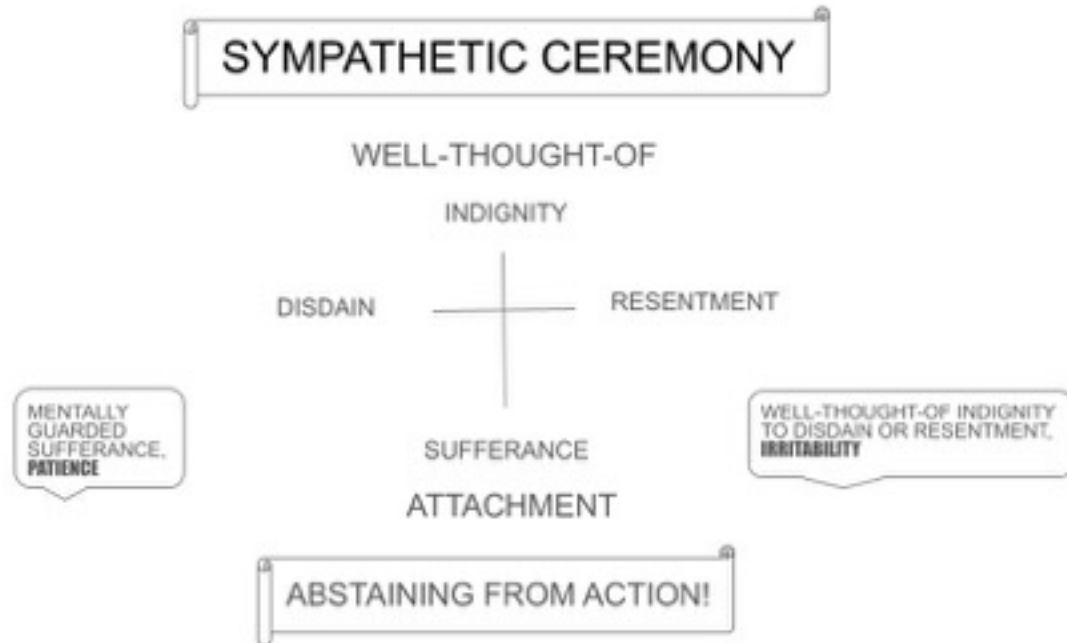 SYMPATHETIC CEREMONY
WELL-THOUGHT-OF
INDIGNITY
DISDAIN
RESENTMENT
MENTALLY
GUARDED
SUFFERANCE,
PATIENCE
WELL-THOUGHT-OF INDIGNITY
TO DISDAIN OR RESENTMENT,
IRRITABILITY
SUFFERANCE
ATTACHMENT
ABSTAINING FROM ACTION!